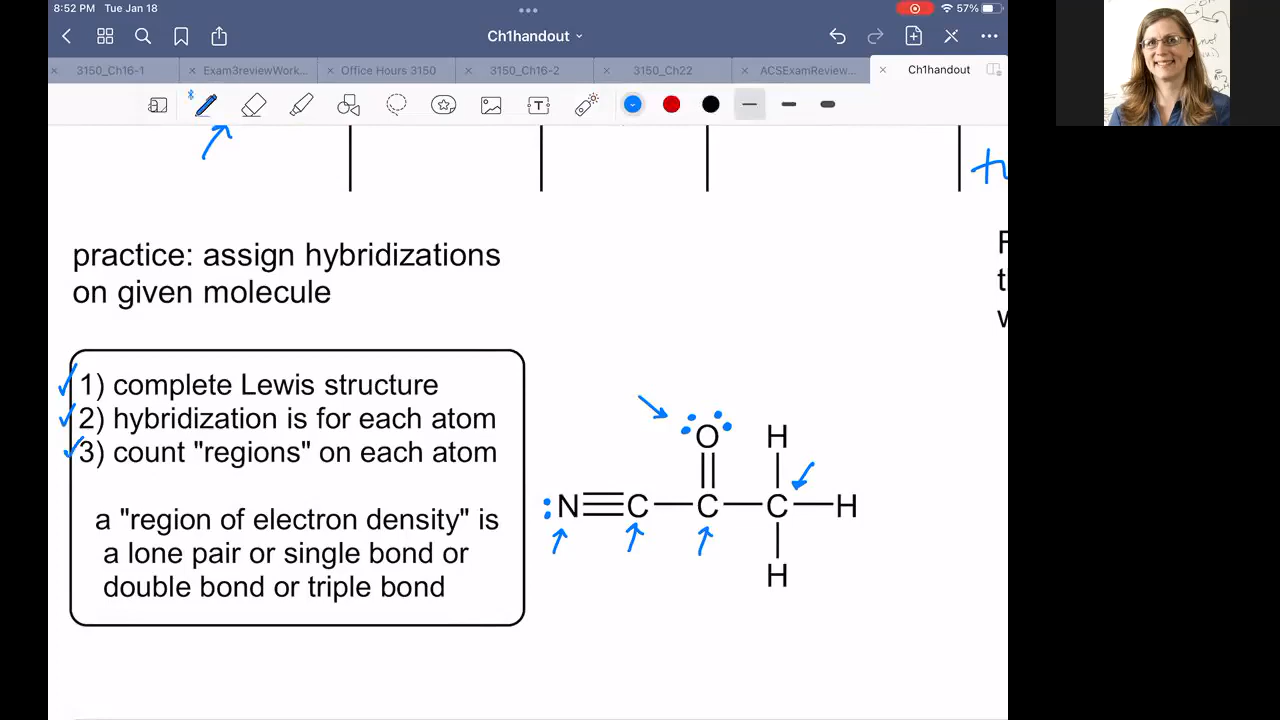 8:52 PM Tue Jan 18
57%
Ch1handout
3150_Ch16-1
Exam3reviewWork...
Office Hours 3150
3150_Ch16-2
3150_Ch22
ACSExamReview...
Ch1handout
T
practice: assign hybridizations
on given molecule
1) complete Lewis structure
2) hybridization is for each atom
3) count "regions" on each atom
a "region of electron density" is
a lone pair or single bond or
double bond or triple bond
O H
:N≡C—C—C—H
H